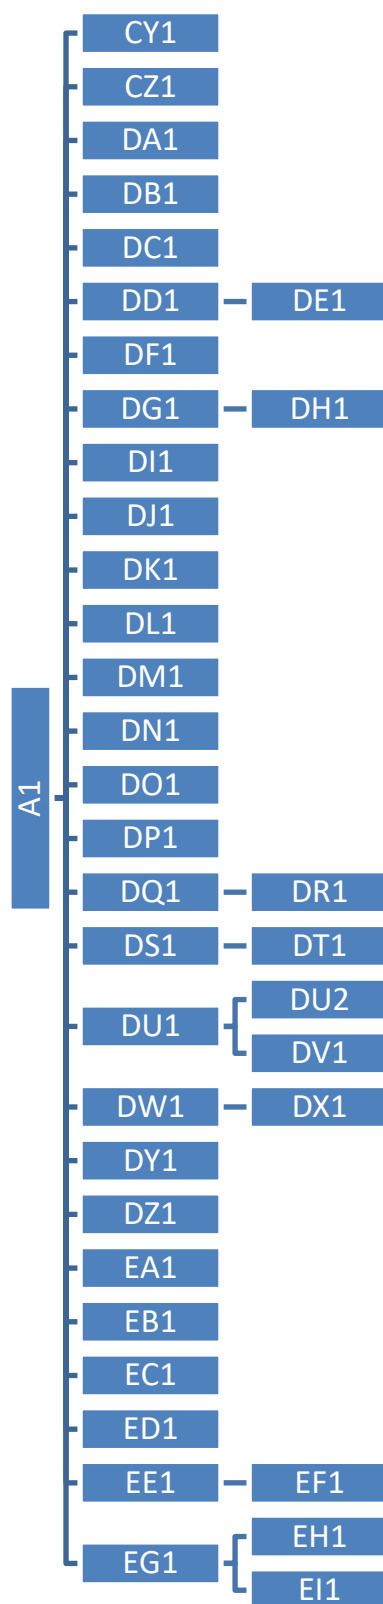 CY1
CZ1
DA1
DB1
DC1
DD1
DE1
DF1
DG1
DH1
DI1
DJ1
DK1
DL1
DM1
A1
DN1
DO1
DP1
DQ1
DR1
DS1
DT1
DU1
DU2
DV1
DW1
DX1
DY1
DZ1
EA1
EB1
EC1
ED1
EE1
EF1
EG1
EH1
EI1